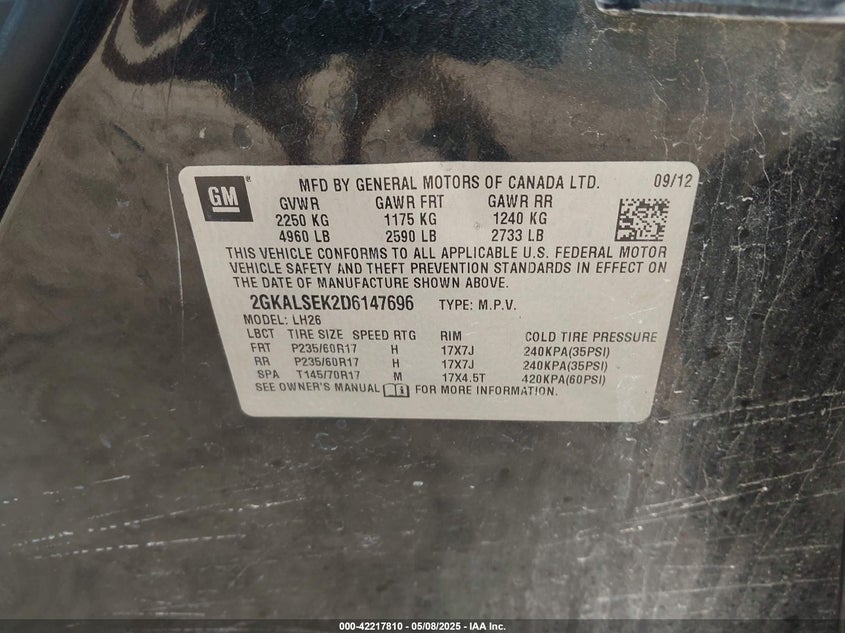 GM
®
MFD BY GENERAL MOTORS OF CANADA LTD. 09/12
GVWR GAWR FRT GAWR RR
2250 KG 1175 KG 1240 KG
4960 LB 2590 LB 2733 LB
THIS VEHICLE CONFORMS TO ALL APPLICABLE U.S. FEDERAL MOTOR
VEHICLE SAFETY AND THEFT PREVENTION STANDARDS IN EFFECT ON
THE DATE OF MANUFACTURE SHOWN ABOVE.
2GKALSEK2D6147696 TYPE: M.P.V.
MODEL: LH26
LBCT TIRE SIZE SPEED RTG RIM COLD TIRE PRESSURE
FRT P235/60R17 H 17X7J 240KPA(35PSI)
RR P235/60R17 H 17X7J 240KPA(35PSI)
SPA T145/70R17 M 17X4.5T 420KPA(60PSI)
SEE OWNER'S MANUAL FOR MORE INFORMATION.
000-42217810 - 05/08/2025 - IAA Inc.